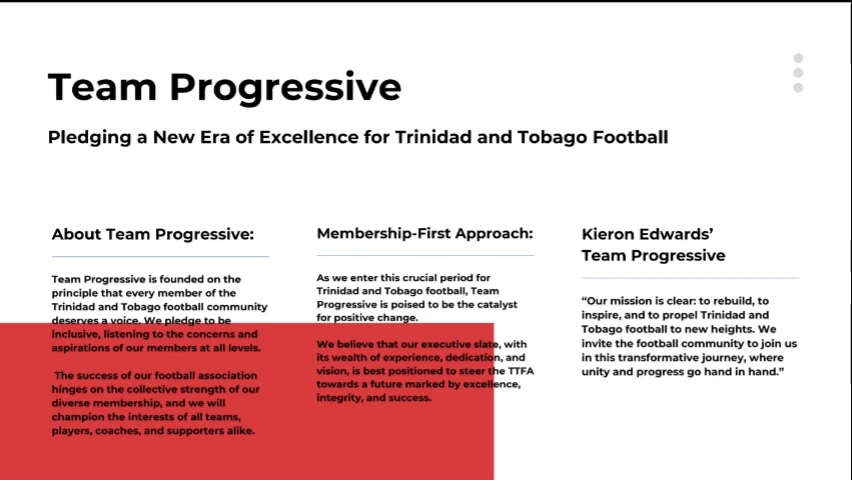 Team Progressive
Pledging a New Era of Excellence for Trinidad and Tobago Football
About Team Progressive:
Team Progressive is founded on the
principle that every member of the
Trinidad and Tobago football community
deserves a voice. We pledge to be
inclusive, listening to the concerns and
aspirations of our members at all levels.
The success of our football association
hinges on the collective strength of our
diverse membership, and we will
champion the interests of all teams,
players, coaches, and supporters alike.
Membership-First Approach:
As we enter this crucial period for
Trinidad and Tobago football, Team
Progressive is poised to be the catalyst
for positive change.
We believe that our executive slate, with
its wealth of experience, dedication, and
vision, is best positioned to steer the TTFA
towards a future marked by excellence,
integrity, and success.
Kieron Edwards’
Team Progressive
“Our mission is clear: to rebuild, to
inspire, and to propel Trinidad and
Tobago football to new heights. We
invite the football community to join us
in this transformative journey, where
unity and progress go hand in hand.”